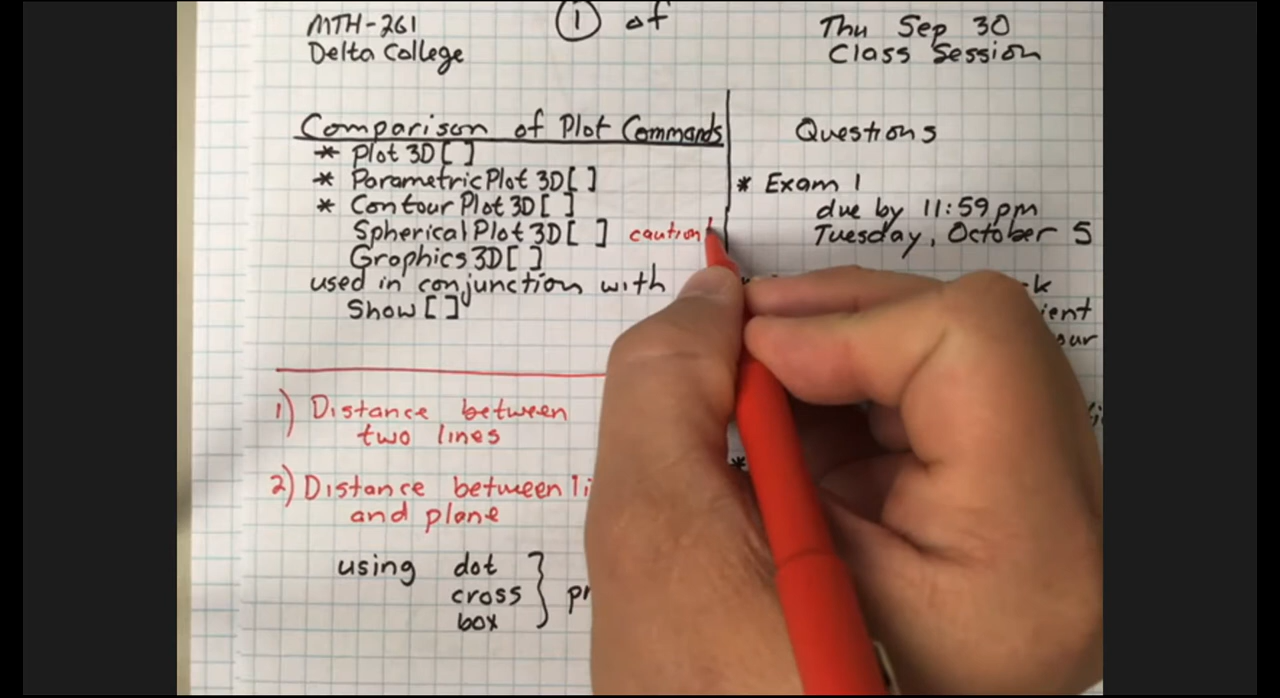 MTH-261
Delta College
① of
Thu Sep 30
Class Session
Comparison of Plot Commands
* Plot3D[ ]
* ParametricPlot3D[ ]
* ContourPlot3D[ ]
SphericalPlot3D[ ] caution!
Graphics3D[ ]
used in conjunction with
Show[ ]
1) Distance between
two lines
2) Distance between li
and plane
using dot
cross
box
Questions
* Exam 1
due by 11:59 pm
Tuesday, October 5